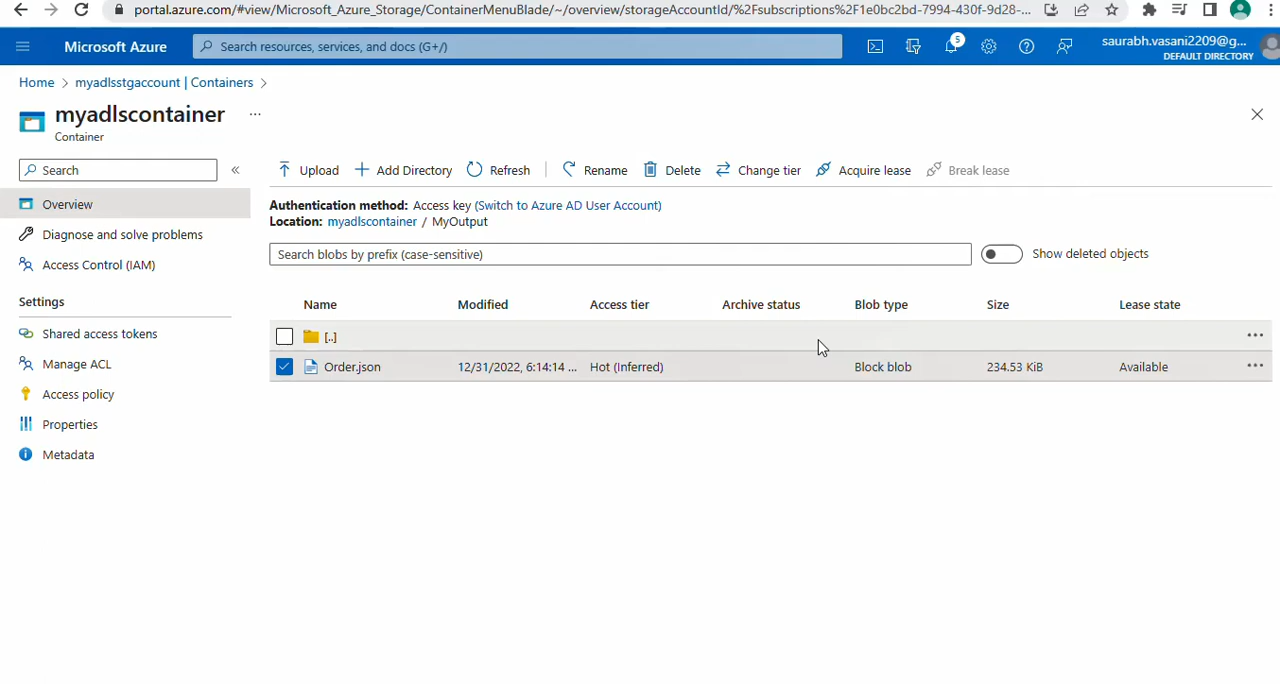 portal.azure.com/#view/Microsoft_Azure_Storage/ContainerMenuBlade/~/overview/storageAccountId/%2Fsubscriptions%2F1e0bc2bd-7994-430f-9d28-...
Microsoft Azure
Search resources, services, and docs (G+/)
5
saurabh.vasani2209@g...
DEFAULT DIRECTORY
Home > myadlsstgaccount | Containers >
myadlscontainer ...
Container
Search «
Upload Add Directory Refresh Rename Delete Change tier Acquire lease Break lease
Overview
Diagnose and solve problems
Access Control (IAM)
Settings
Shared access tokens
Manage ACL
Access policy
Properties
Metadata
Authentication method: Access key (Switch to Azure AD User Account)
Location: myadlscontainer / MyOutput
Search blobs by prefix (case-sensitive)
Show deleted objects
Name Modified Access tier Archive status Blob type Size Lease state
[..]
Order.json 12/31/2022, 6:14:14 ... Hot (Inferred) Block blob 234.53 KiB Available